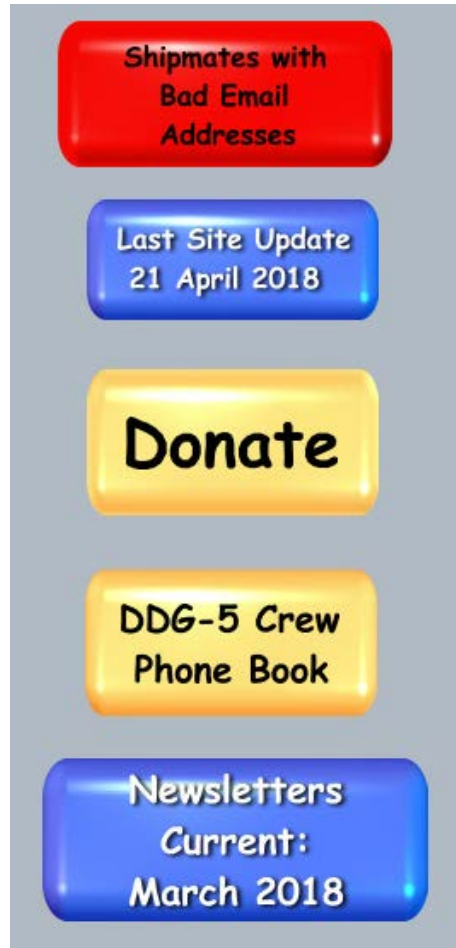 Shipmates with
Bad Email
Addresses
Last Site Update
21 April 2018
Donate
DDG-5 Crew
Phone Book
Newsletters
Current:
March 2018